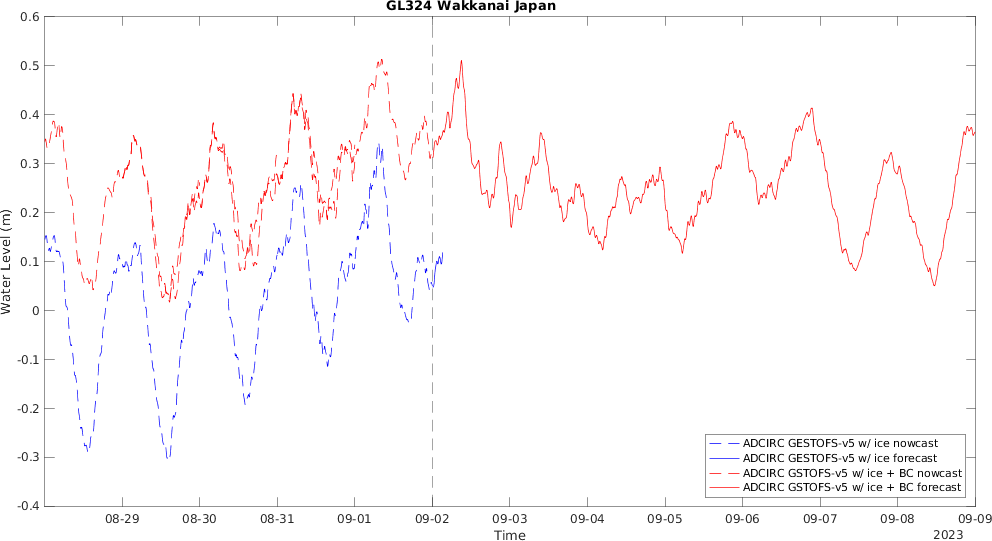 GL324 Wakkanai Japan
0.6
0.5
0.4
0.3
0.2
0.1
0
-0.1
-0.2
-0.3
-0.4
Water Level (m)
ADCIRC GESTOFS-v5 w/ ice nowcast
ADCIRC GESTOFS-v5 w/ ice forecast
ADCIRC GSTOFS-v5 w/ ice + BC nowcast
ADCIRC GSTOFS-v5 w/ ice + BC forecast
08-29 08-30 08-31 09-01 09-02 09-03 09-04 09-05 09-06 09-07 09-08 09-09
Time
2023